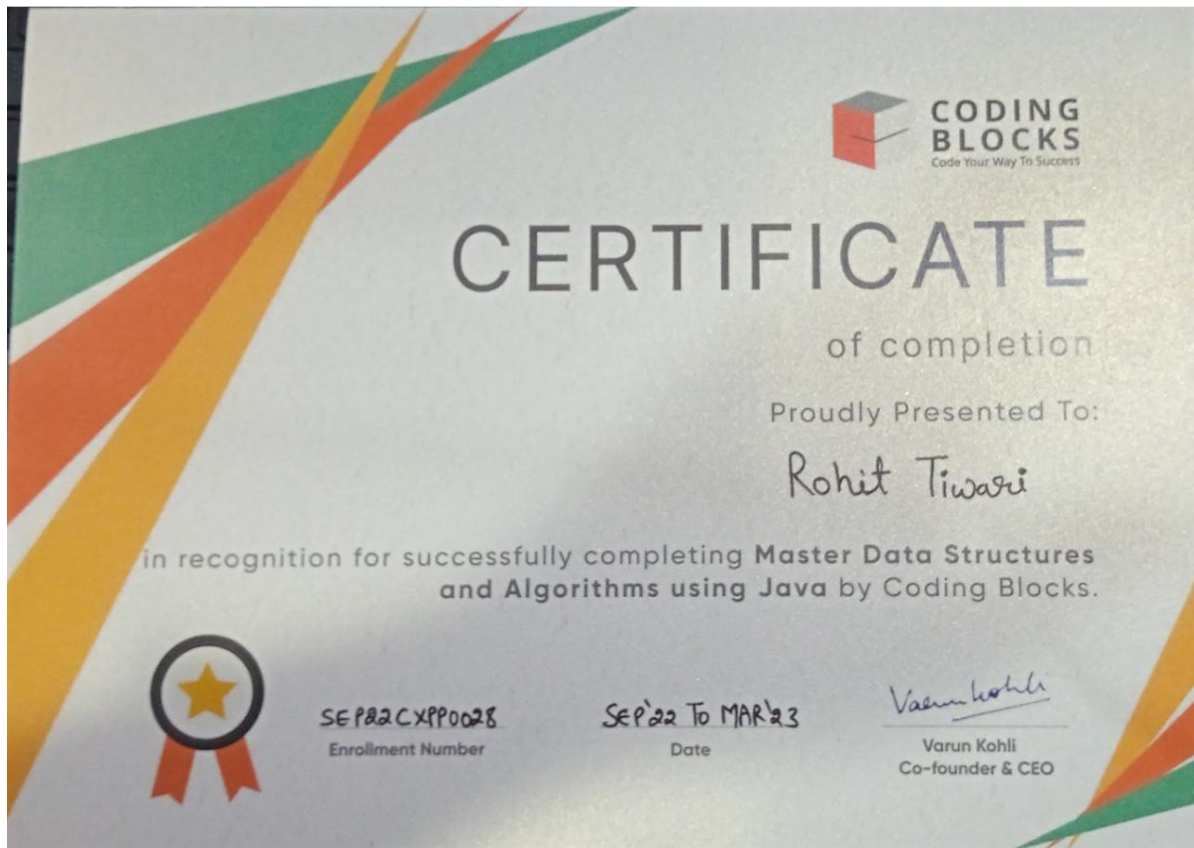 CODING
BLOCKS
Code Your Way To Success
CERTIFICATE
of completion
Proudly Presented To:
Rohit Tiwari
in recognition for successfully completing Master Data Structures
and Algorithms using Java by Coding Blocks.
SEP22CXPP0028
Enrollment Number
SEP'22 TO MAR'23
Date
Varun Kohli
Varun Kohli
Co-founder & CEO